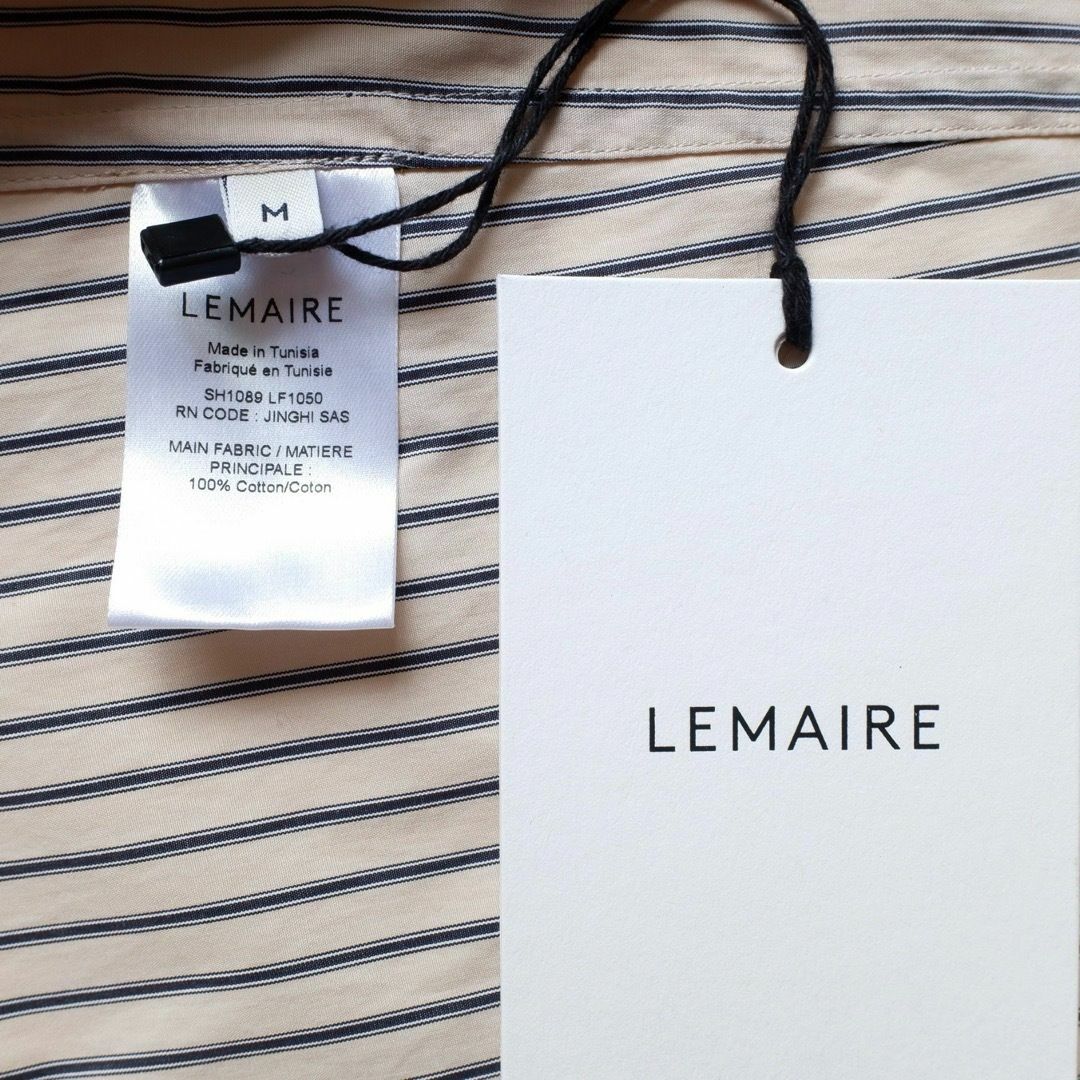 M
LEMAIRE
Made in Tunisia
Fabriqué en Tunisie
SH1089 LF1050
RN CODE : JINGHI SAS
MAIN FABRIC / MATIERE
PRINCIPALE :
100% Cotton/Coton
LEMAIRE